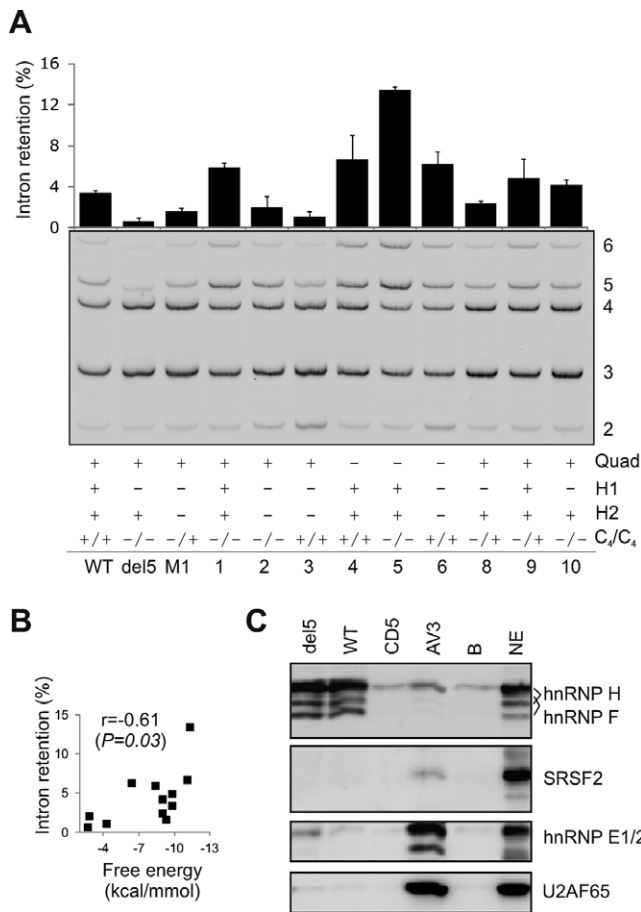 A
Intron retention (%)
16
12
8
4
0
6
5
4
3
2
+ + + + + + − − − + + + Quad
+ − − + − − + + − − + − H1
+ − − + − − + + − + + + H2
+/+ −/− −/+ −/− −/− +/+ +/+ −/− +/+ −/+ −/+ −/− C₄/C₄
WT del5 M1 1 2 3 4 5 6 8 9 10
B
Intron retention (%)
15
10
5
0
r=-0.61
(P=0.03)
-4 -7 -10 -13
Free energy
(kcal/mmol)
C
del5 WT CD5 AV3 B NE
hnRNP H
hnRNP F
SRSF2
hnRNP E1/2
U2AF65